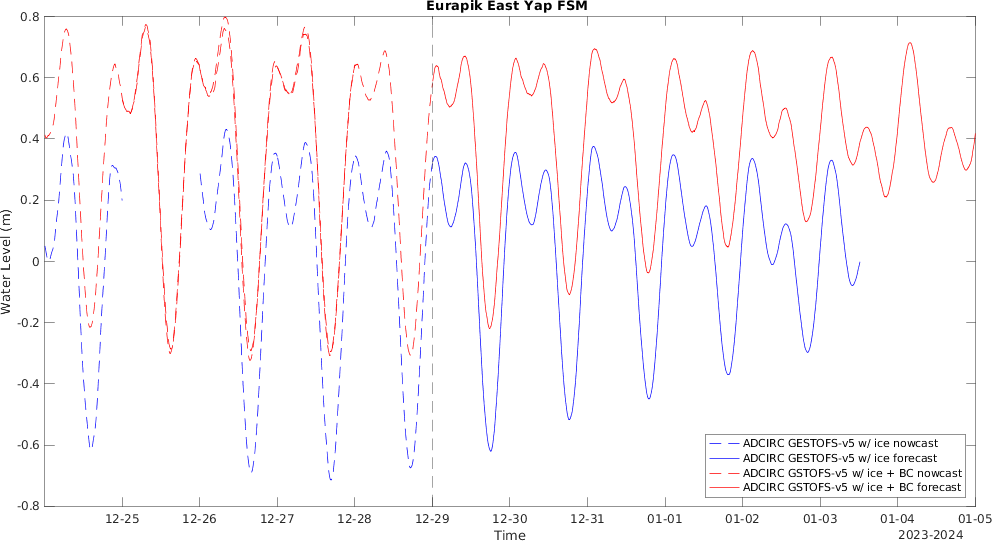 Eurapik East Yap FSM
0.8
0.6
0.4
0.2
0
-0.2
-0.4
-0.6
-0.8
Water Level (m)
12-25 12-26 12-27 12-28 12-29 12-30 12-31 01-01 01-02 01-03 01-04 01-05
Time
2023-2024
ADCIRC GESTOFS-v5 w/ ice nowcast
ADCIRC GESTOFS-v5 w/ ice forecast
ADCIRC GSTOFS-v5 w/ ice + BC nowcast
ADCIRC GSTOFS-v5 w/ ice + BC forecast